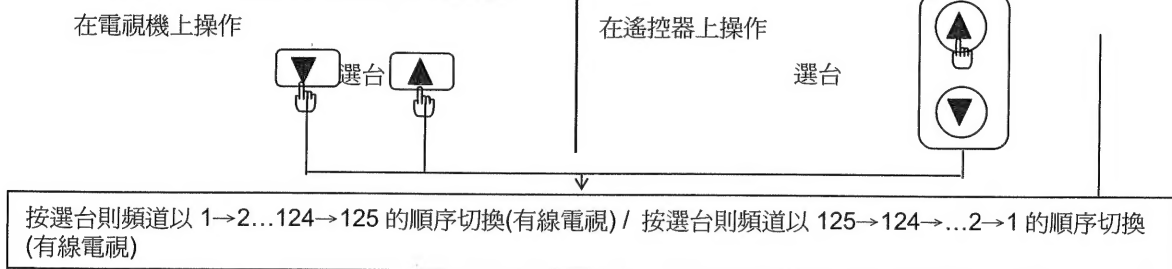 在電視機上操作
選台
在遙控器上操作
選台
按選台則頻道以 1→2…124→125 的順序切換(有線電視) / 按選台則頻道以 125→124→…2→1 的順序切換
(有線電視)